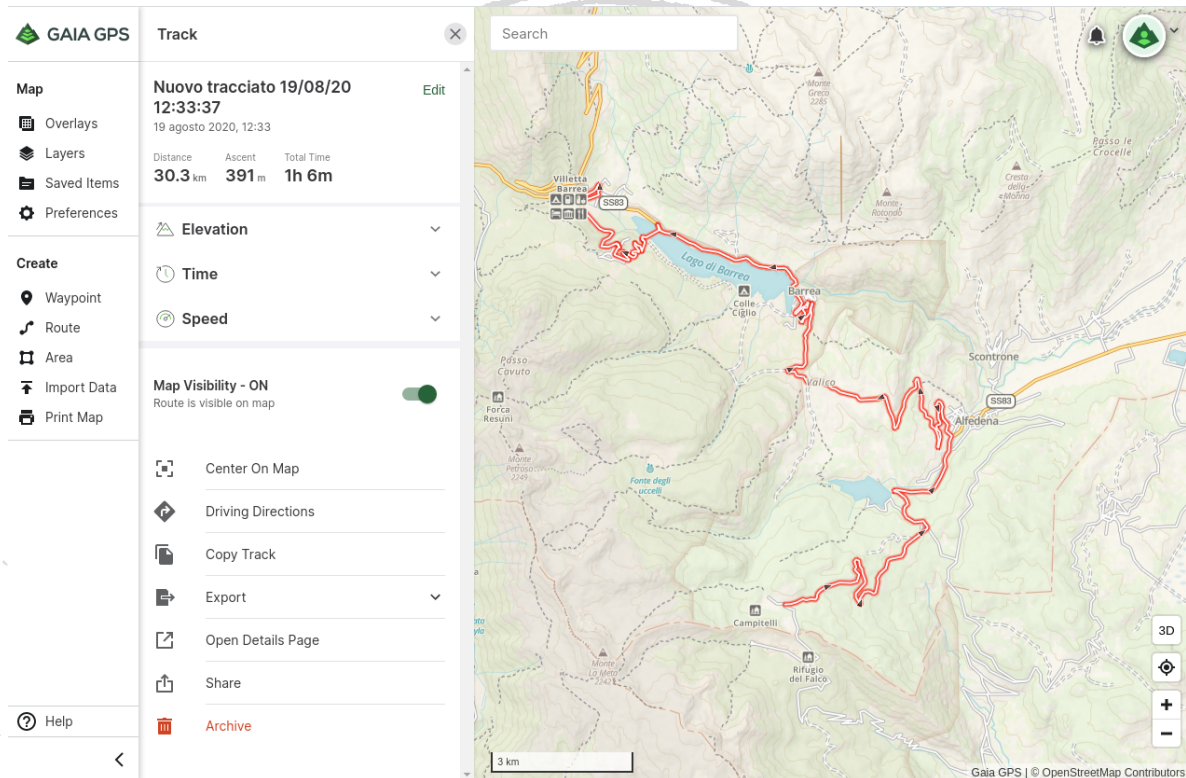 GAIA GPS
Map
Overlays
Layers
Saved Items
Preferences
Create
Waypoint
Route
Area
Import Data
Print Map
Help
Track
Nuovo tracciato 19/08/20
12:33:37
Edit
19 agosto 2020, 12:33
Distance Ascent Total Time
30.3 km 391 m 1h 6m
Elevation
Time
Speed
Map Visibility - ON
Route is visible on map
Center On Map
Driving Directions
Copy Track
Export
Open Details Page
Share
Archive
Search
Monte
Greco
2285
Passo le
Crocelle
Villetta
Barrea
SS83
Cresta
della
Monna
Monte
Rotondo
Lago di Barrea
Barrea
Colle
Ciglio
Scontrone
Passo
Cavuto
Valico
Forca
Resuni
SS83
Alfedena
Monte
Petroso
2249
Fonte degli
uccelli
Campitelli
Monte
La Meta
2242
Rifugio
del Falco
3D
3 km
Gaia GPS | © OpenStreetMap Contributors